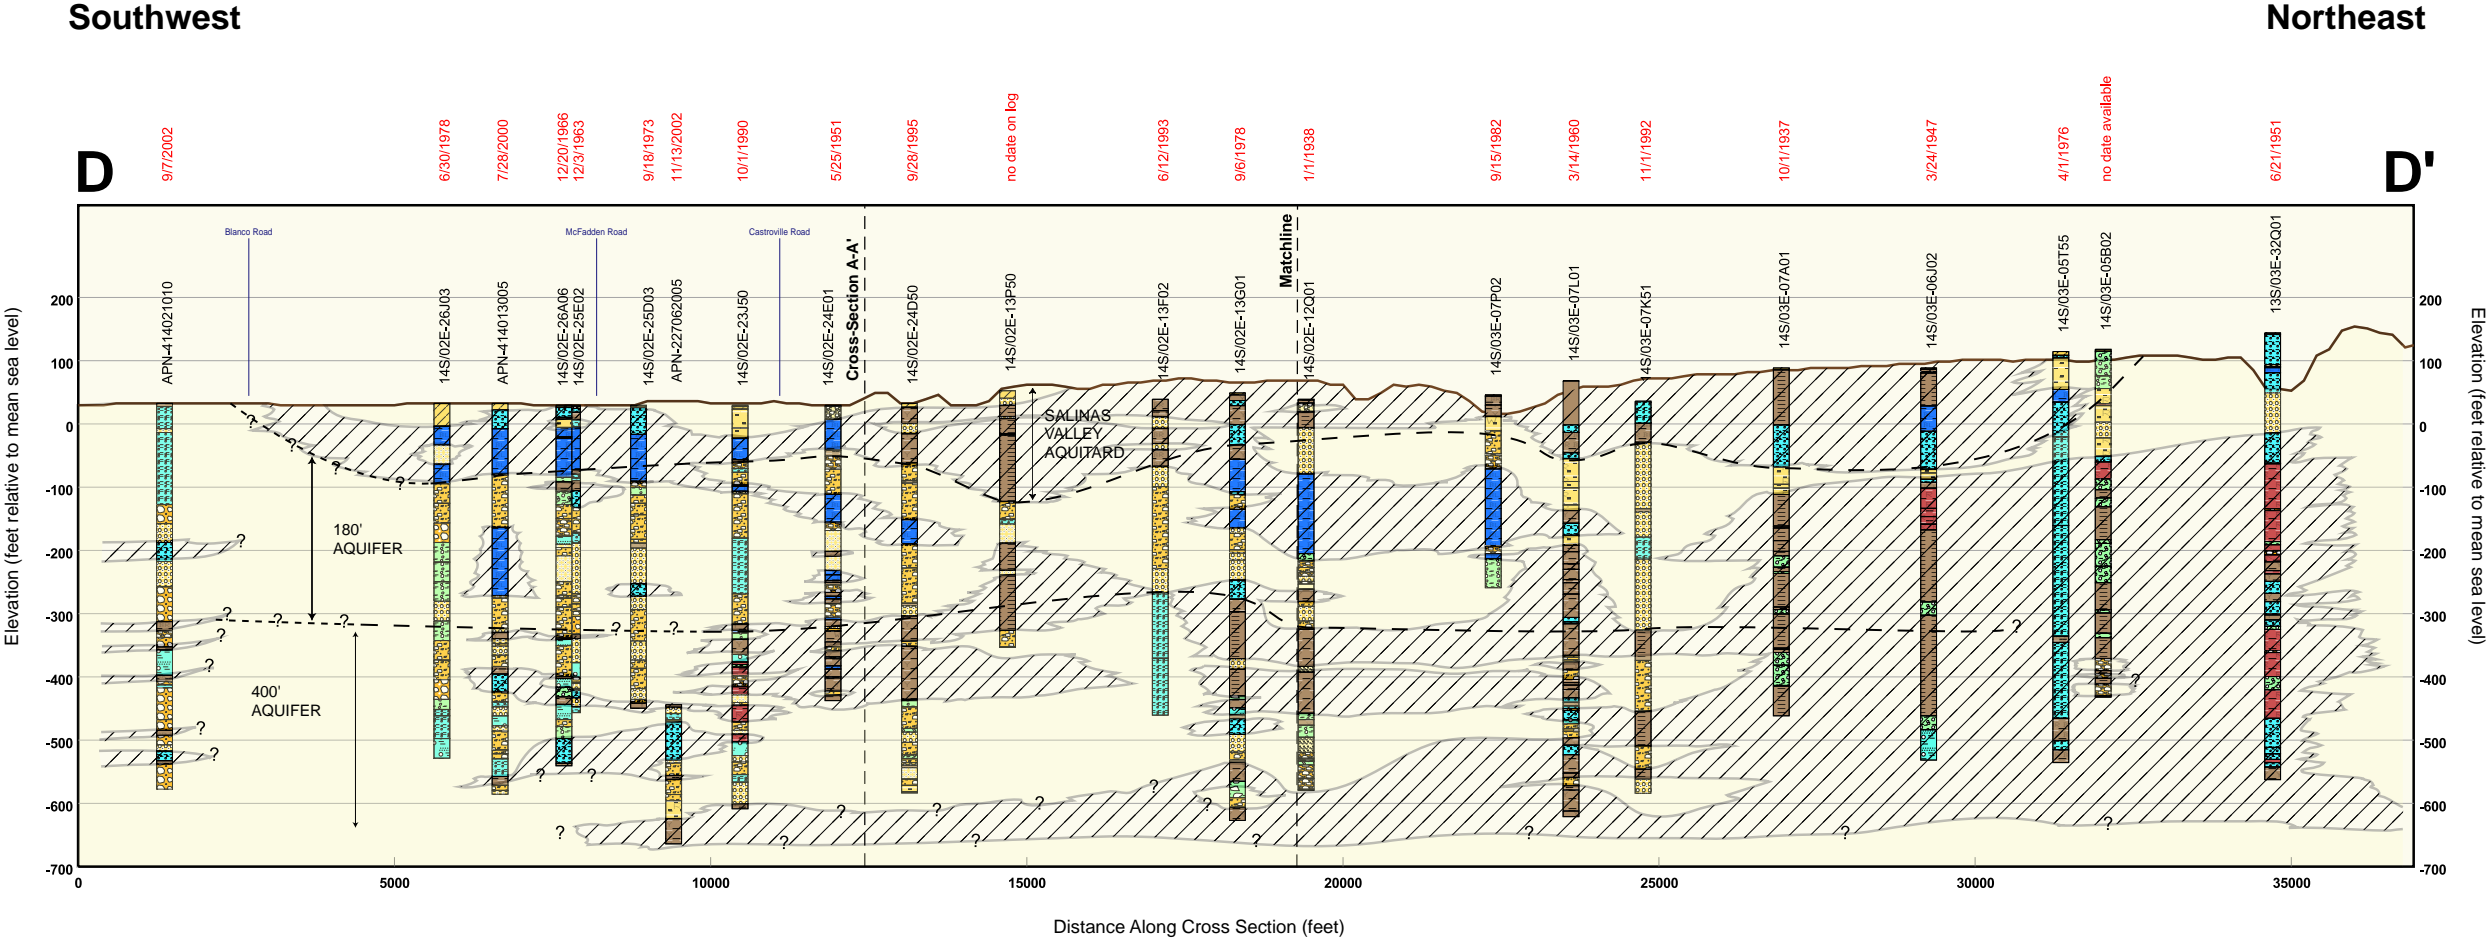 Southwest
Northeast
D
D'
9/7/2002
6/30/1978
7/28/2000
12/20/1966
12/3/1963
9/18/1973
11/13/2002
10/1/1990
5/25/1951
9/28/1995
no date on log
6/12/1993
9/6/1978
1/1/1938
9/15/1982
3/14/1960
11/1/1992
10/1/1937
3/24/1947
4/1/1976
no date available
6/21/1951
Blanco Road
McFadden Road
Castroville Road
Cross-Section A-A'
Matchline
APN-414021010
14S/02E-26J03
APN-414013005
14S/02E-26A06
14S/02E-25E02
14S/02E-25D03
APN-227062005
14S/02E-23J50
14S/02E-24E01
14S/02E-24D50
14S/02E-13P50
14S/02E-13F02
14S/02E-13G01
14S/02E-12Q01
14S/03E-07P02
14S/03E-07L01
4S/03E-07K51
14S/03E-07A01
14S/03E-06J02
14S/03E-05T55
14S/03E-05B02
13S/03E-32Q01
SALINAS
VALLEY
AQUITARD
180'
AQUIFER
400'
AQUIFER
? ? ? ? ? ? ? ? ? ? ? ? ? ? ? ? ? ? ? ? ? ? ? ? ? ? ? ? ? ? ? ?
Elevation (feet relative to mean sea level)
200
100
0
-100
-200
-300
-400
-500
-600
-700
200
100
0
-100
-200
-300
-400
-500
-600
-700
Elevation (feet relative to mean sea level)
0 5000 10000 15000 20000 25000 30000 35000
Distance Along Cross Section (feet)